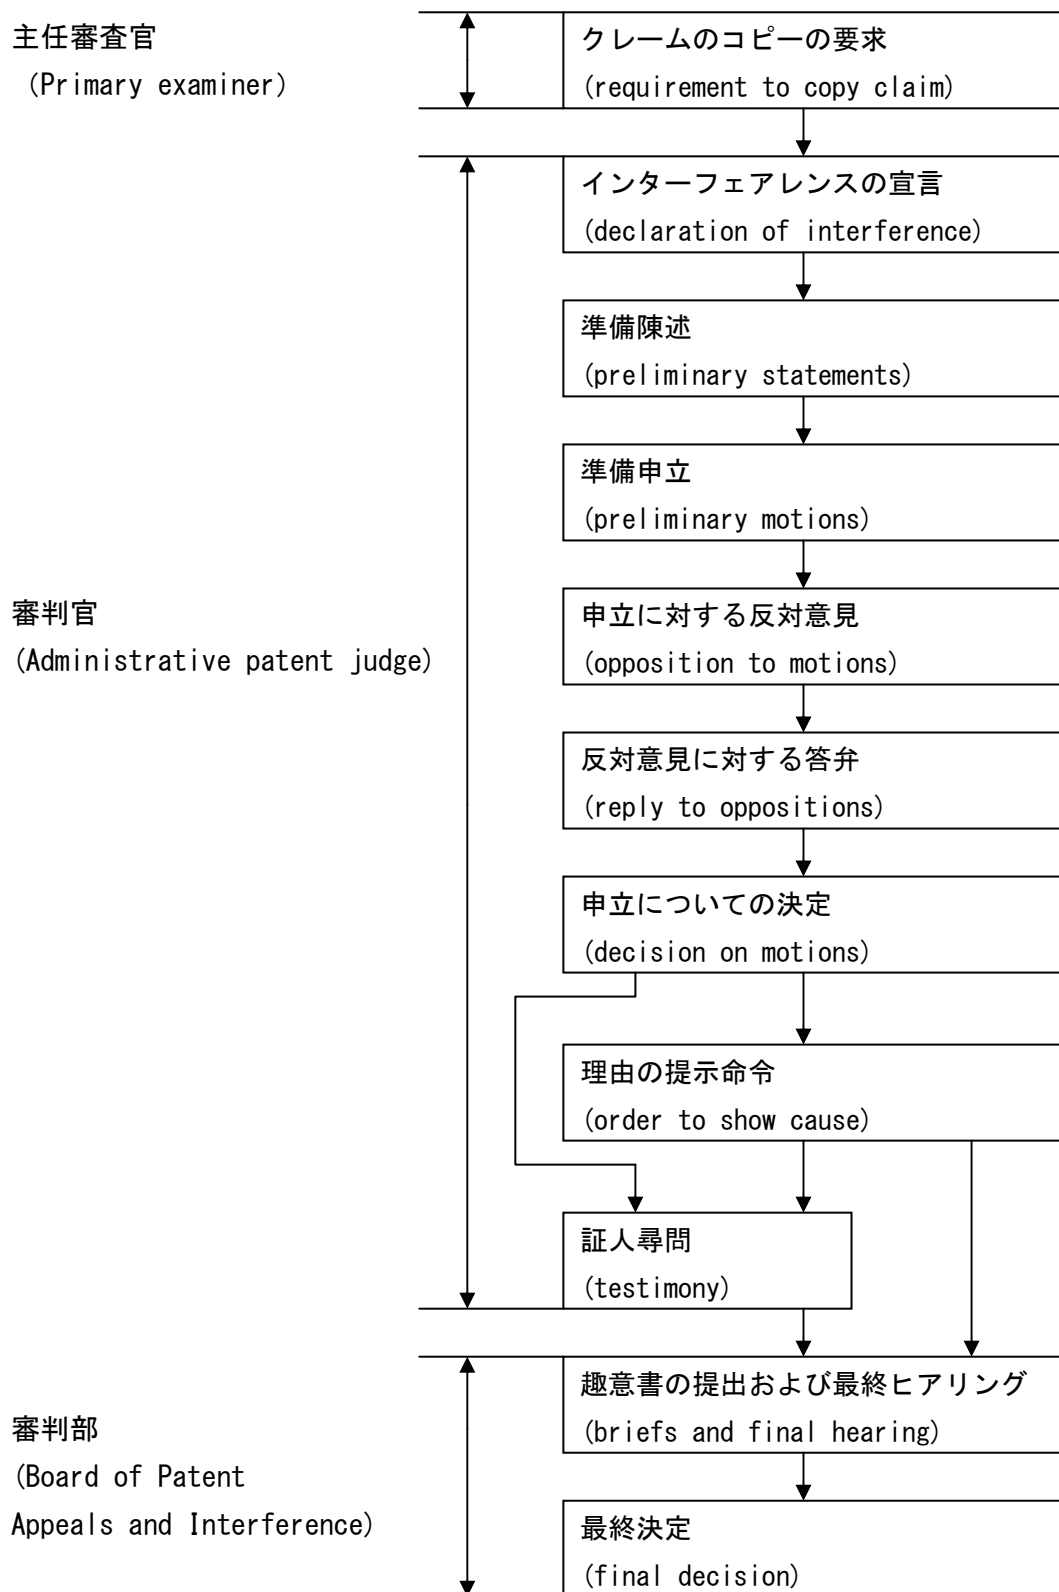 主任審査官
(Primary examiner)
クレームのコピーの要求
(requirement to copy claim)
インターフェアレンスの宣言
(declaration of interference)
準備陳述
(preliminary statements)
準備申立
(preliminary motions)
審判官
(Administrative patent judge)
申立に対する反対意見
(opposition to motions)
反対意見に対する答弁
(reply to oppositions)
申立についての決定
(decision on motions)
理由の提示命令
(order to show cause)
証人尋問
(testimony)
審判部
(Board of Patent
Appeals and Interference)
趣意書の提出および最終ヒアリング
(briefs and final hearing)
最終決定
(final decision)